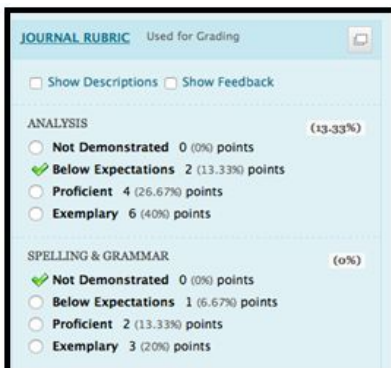 JOURNAL RUBRIC Used for Grading
Show Descriptions Show Feedback
ANALYSIS (13.33%)
Not Demonstrated 0 (0%) points
Below Expectations 2 (13.33%) points
Proficient 4 (26.67%) points
Exemplary 6 (40%) points
SPELLING & GRAMMAR (0%)
Not Demonstrated 0 (0%) points
Below Expectations 1 (6.67%) points
Proficient 2 (13.33%) points
Exemplary 3 (20%) points